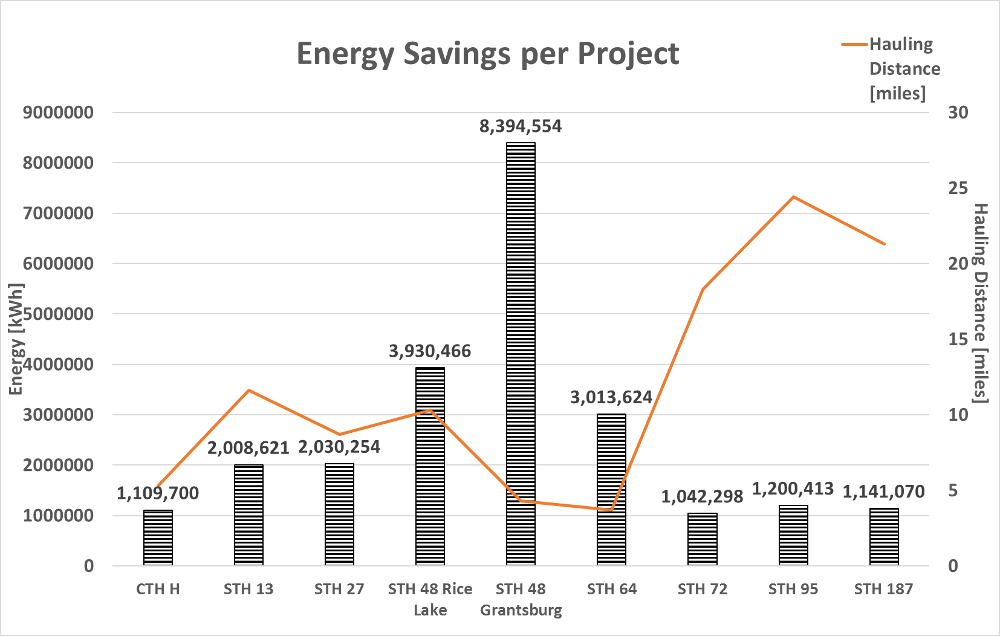 Energy Savings per Project
Hauling
Distance
[miles]
9000000
8000000
7000000
6000000
5000000
4000000
3000000
2000000
1000000
0
Energy [kWh]
1,109,700
2,008,621
2,030,254
3,930,466
8,394,554
3,013,624
1,042,298
1,200,413
1,141,070
30
25
20
15
10
5
0
Hauling Distance [miles]
CTH H
STH 13
STH 27
STH 48 Rice
Lake
STH 48
Grantsburg
STH 64
STH 72
STH 95
STH 187